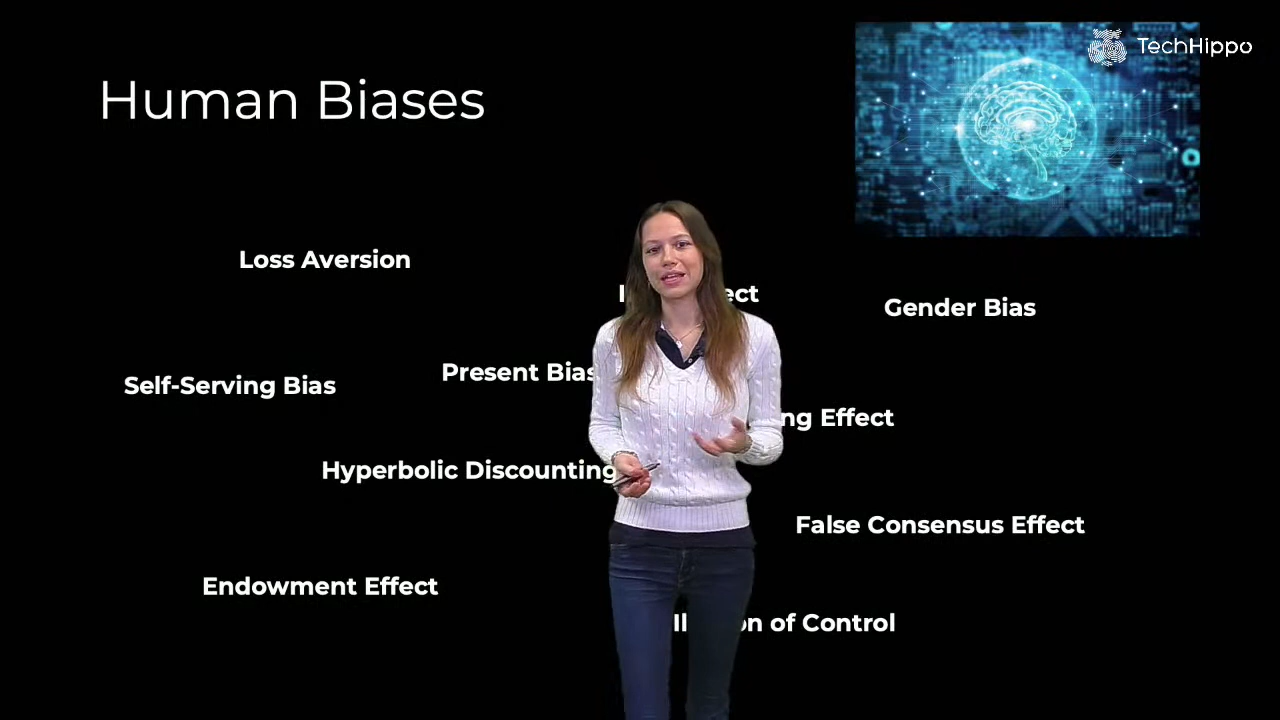 TechHippo
Human Biases
Loss Aversion
Gender Bias
Present Bias
Self-Serving Bias
Effect
Hyperbolic Discounting
False Consensus Effect
Endowment Effect
of Control